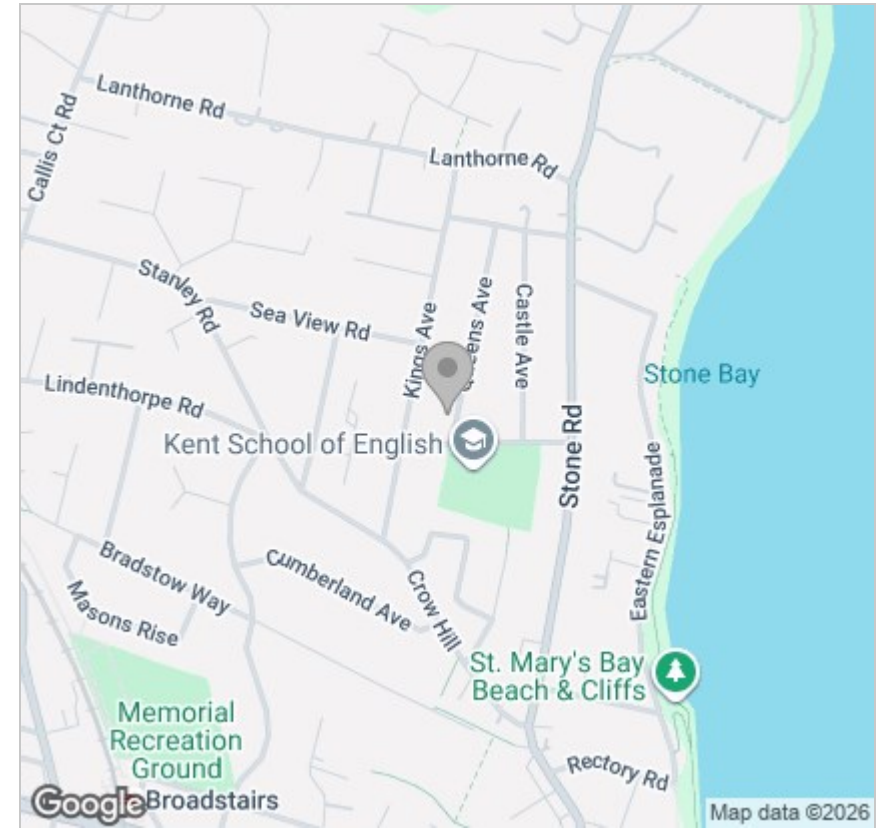 Lanthorne Rd
Callis Ct Rd
Lanthorne Rd
Stanley Rd
Sea View Rd
Kings Ave
Queens Ave
Castle Ave
Stone Bay
Lindenthorpe Rd
Kent School of English
Stone Rd
Eastern Esplanade
Bradstow Way
Cumberland Ave
Crow Hill
Masons Rise
St. Mary's Bay
Beach & Cliffs
Memorial
Recreation
Ground
Rectory Rd
Google
Broadstairs
Map data ©2026